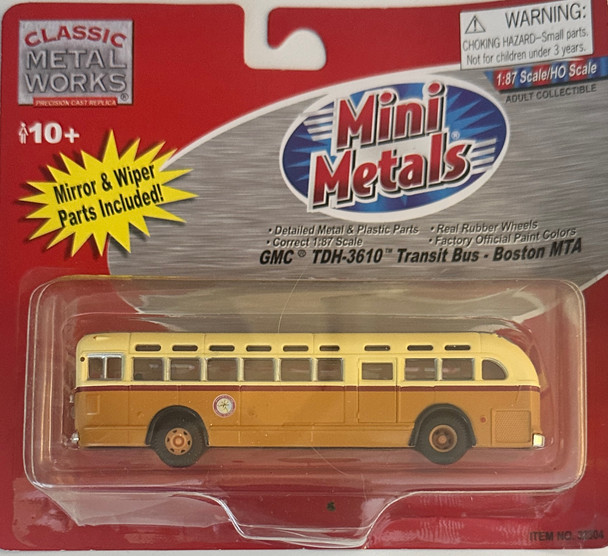 CLASSIC
METAL
WORKS®
PRECISION CAST REPLICA
WARNING:
CHOKING HAZARD–Small parts.
Not for children under 3 years.
1:87 Scale/HO Scale
ADULT COLLECTIBLE
10+
Mirror & Wiper
Parts Included!
Mini
Metals®
• Detailed Metal & Plastic Parts • Real Rubber Wheels
• Correct 1:87 Scale • Factory Official Paint Colors
GMC® TDH-3610™ Transit Bus - Boston MTA
ITEM NO.